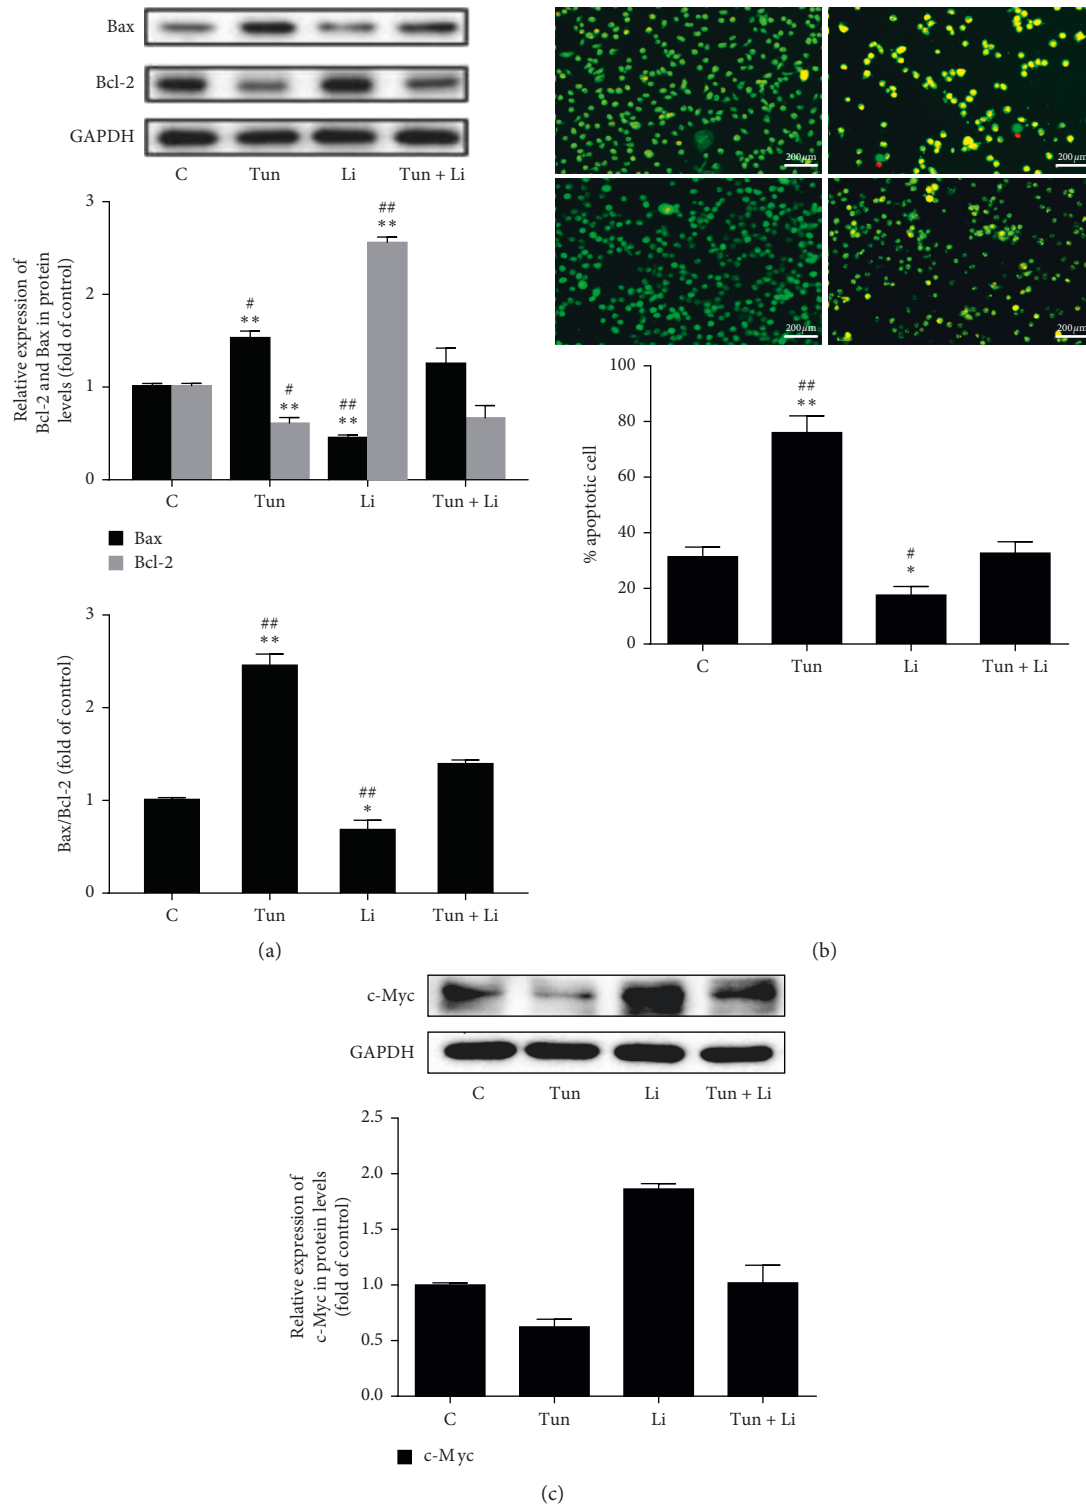 Bax
Bcl-2
GAPDH
C Tun Li Tun + Li
Relative expression of
Bcl-2 and Bax in protein
levels (fold of control)
3
2
1
0
#
**
#
**
##
**
##
**
C Tun Li Tun + Li
Bax
Bcl-2
Bax/Bcl-2 (fold of control)
3
2
1
0
##
**
##
*
C Tun Li Tun + Li
(a)
200 μm
200 μm
200 μm
200 μm
% apoptotic cell
100
80
60
40
20
0
##
**
#
*
C Tun Li Tun + Li
(b)
c-Myc
GAPDH
C Tun Li Tun + Li
Relative expression of
c-Myc in protein levels
(fold of control)
2.5
2.0
1.5
1.0
0.5
0.0
C Tun Li Tun + Li
c-Myc
(c)